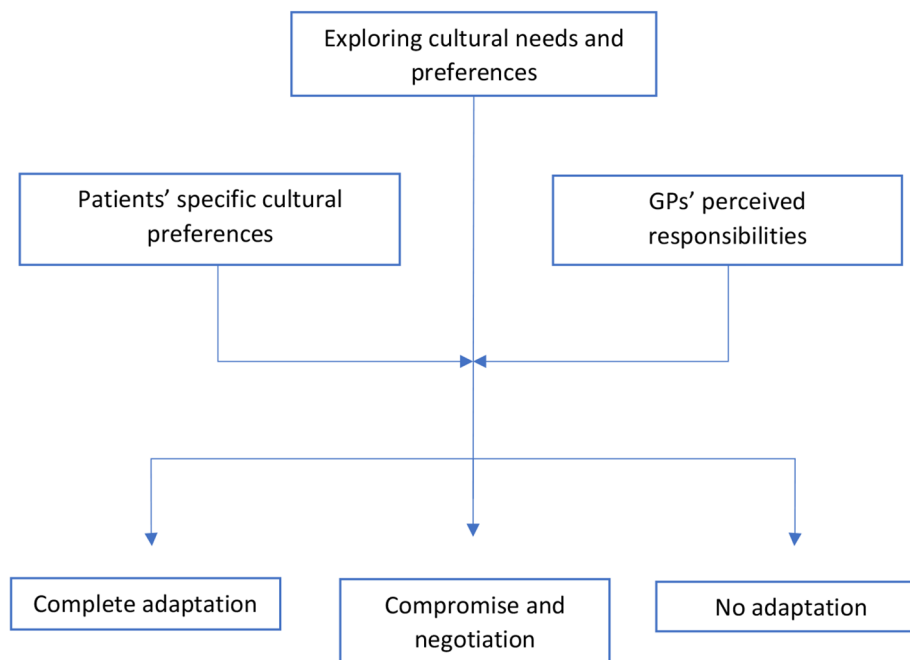 Exploring cultural needs and
preferences
Patients’ specific cultural
preferences
GPs’ perceived
responsibilities
Complete adaptation
Compromise and
negotiation
No adaptation